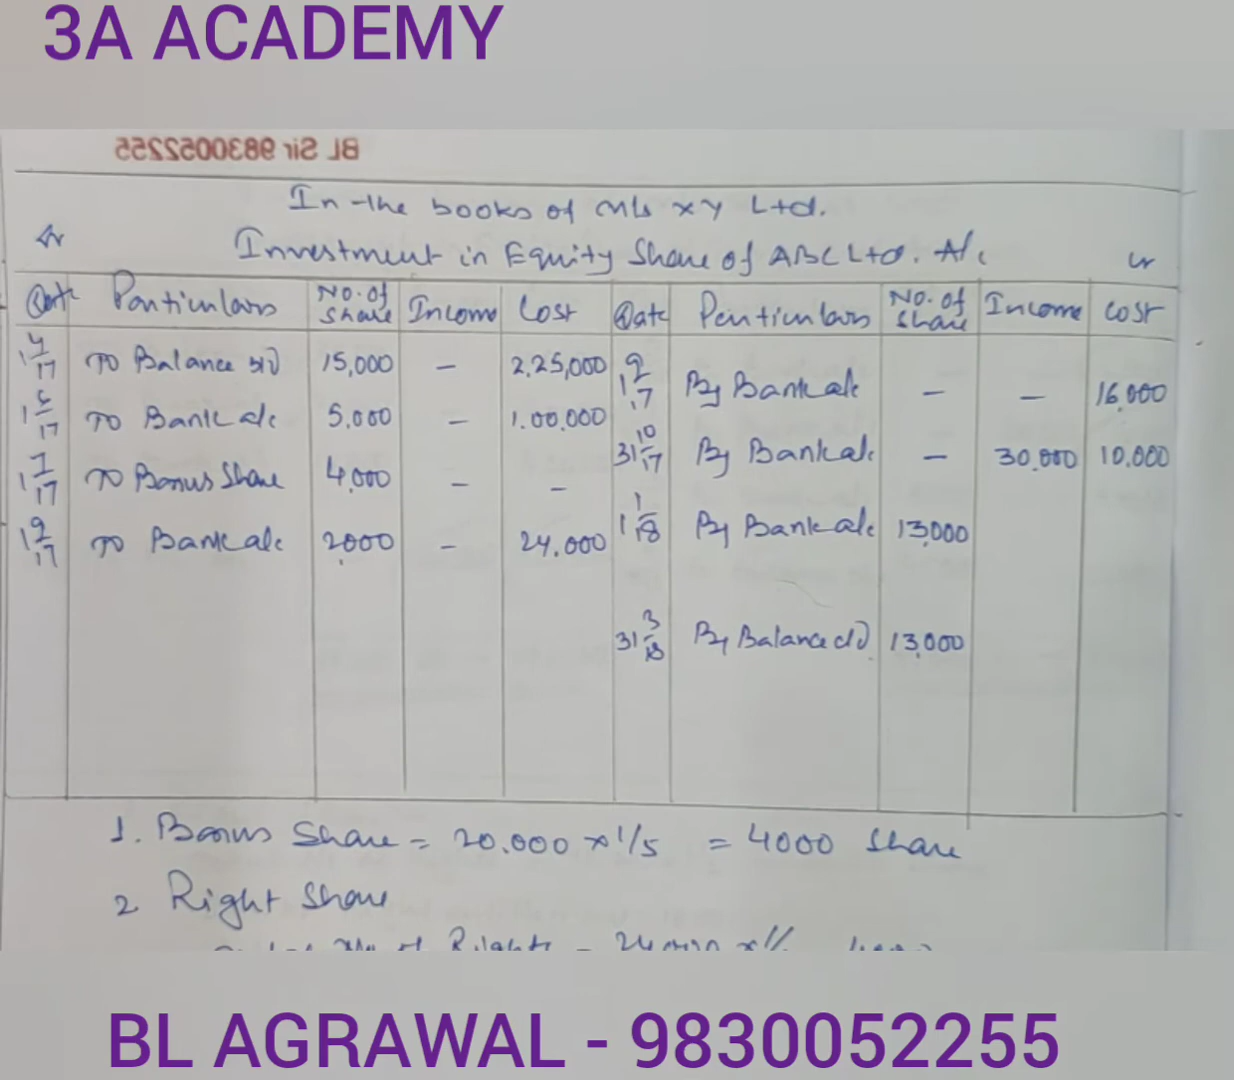 3A ACADEMY
BL Sir 9830052255
In the books of M/s XY Ltd.
Dr Investment in Equity Share of ABC Ltd. A/c Cr
Date Particulars No. of Share Income Cost Date Particulars No. of Share Income Cost
1/4/17 To Balance b/d 15,000 - 2,25,000 1/9/17 By Bank a/c - - 16,000
1/6/17 To Bank a/c 5,000 - 1,00,000 31/10/17 By Bank a/c - 30,000 10,000
1/7/17 To Bonus Share 4,000 - - 1/1/18 By Bank a/c 13,000
1/9/17 To Bank a/c 2000 - 24,000 31/3/18 By Balance c/d 13,000
1. Bonus Share = 20,000 x 1/5 = 4000 Share
2 Right Share
BL AGRAWAL - 9830052255